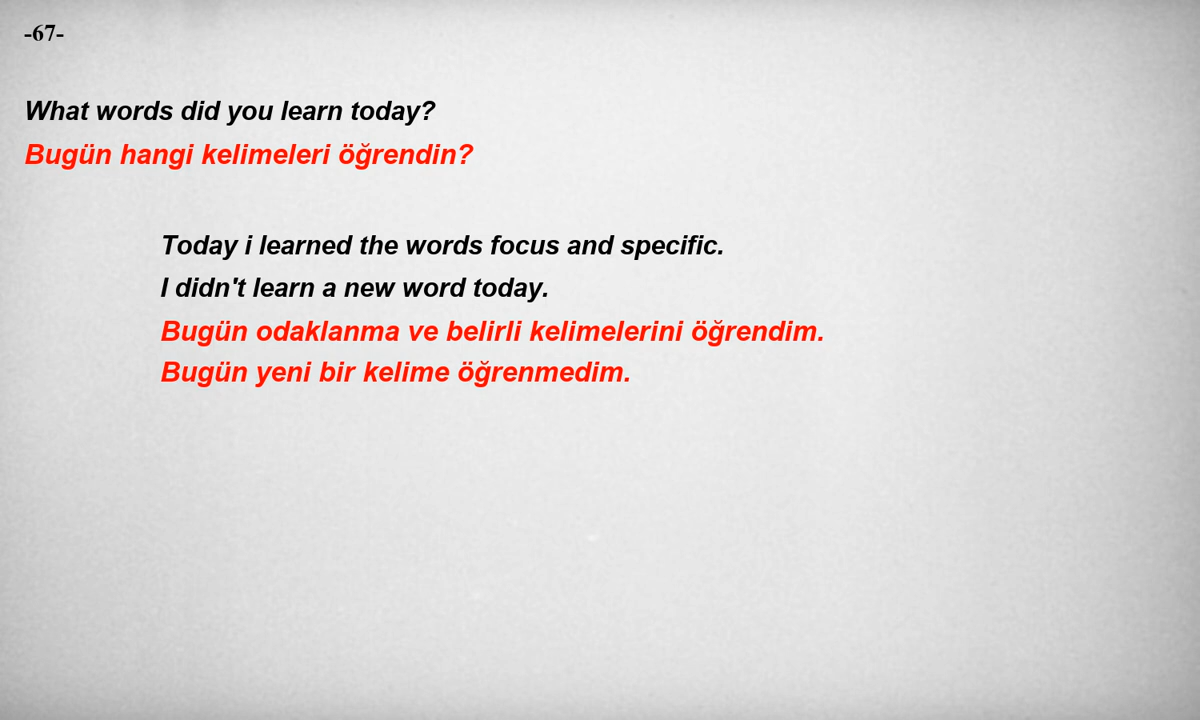 -67-
What words did you learn today?
Bugün hangi kelimeleri öğrendin?
Today i learned the words focus and specific.
I didn't learn a new word today.
Bugün odaklanma ve belirli kelimelerini öğrendim.
Bugün yeni bir kelime öğrenmedim.